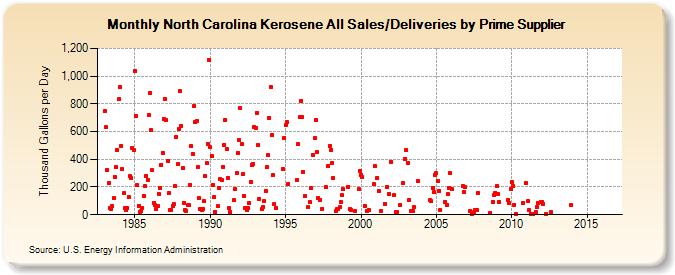 Monthly North Carolina Kerosene All Sales/Deliveries by Prime Supplier
Thousand Gallons per Day
1,200
1,000
800
600
400
200
0
1985 1990 1995 2000 2005 2010 2015
Source: U.S. Energy Information Administration